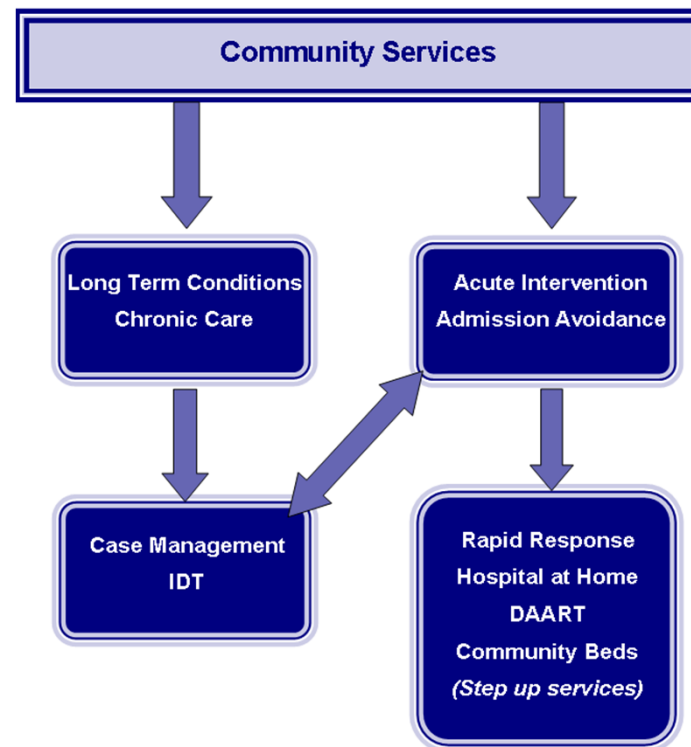 Community Services
Long Term Conditions
Chronic Care
Acute Intervention
Admission Avoidance
Case Management
IDT
Rapid Response
Hospital at Home
DAART
Community Beds
(Step up services)